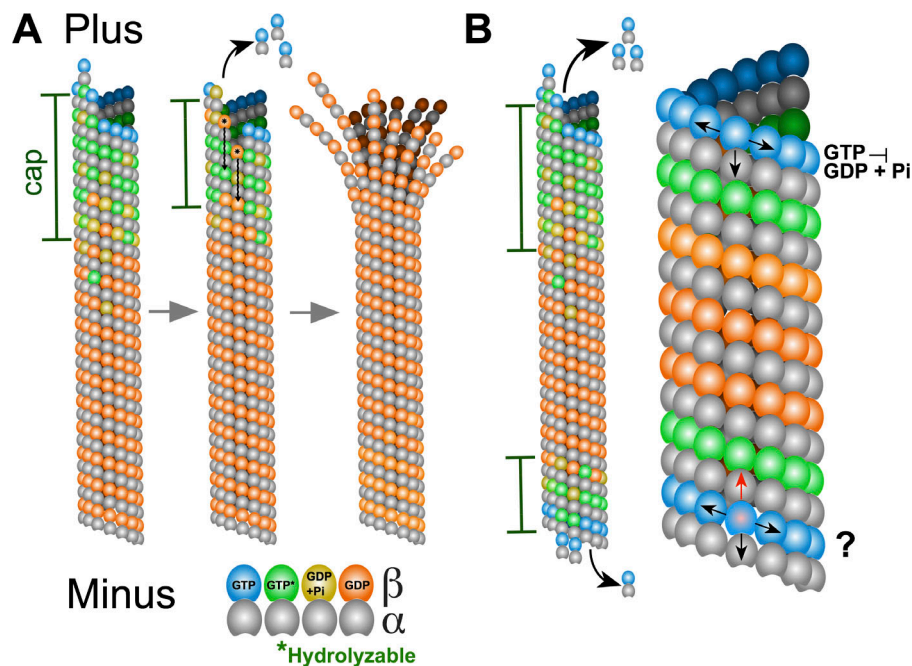 A Plus
B
cap
GTP ⊣
GDP + Pi
?
Minus
GTP GTP* GDP
+Pi GDP β
α
*Hydrolyzable